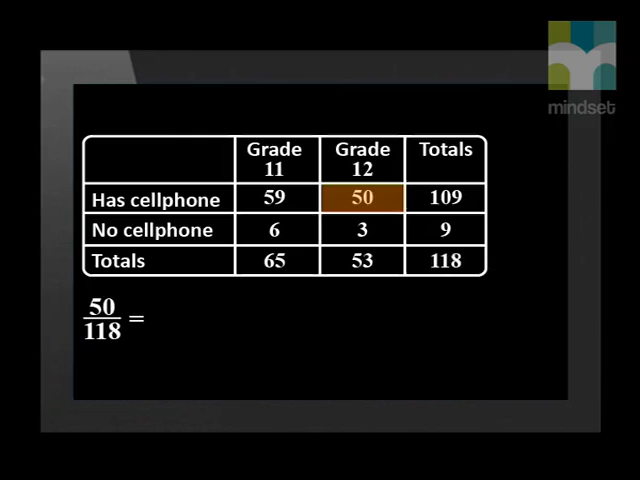 mindset
Grade 11 Grade 12 Totals
Has cellphone 59 50 109
No cellphone 6 3 9
Totals 65 53 118
50
118 =